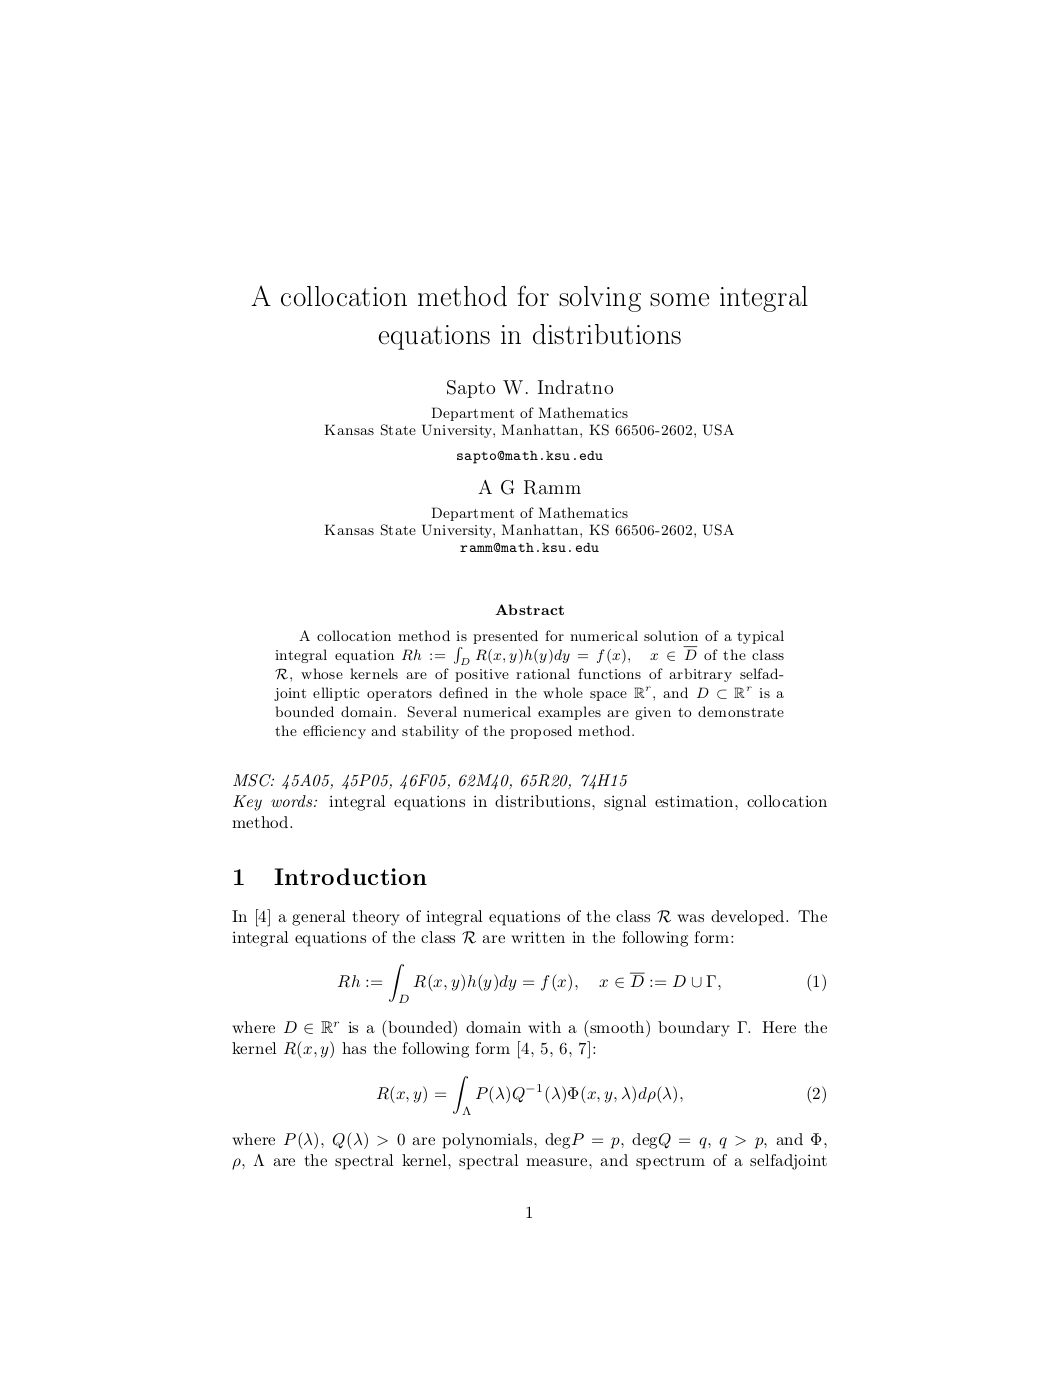 A collocation method for solving some integral
equations in distributions
Sapto W. Indratno
Department of Mathematics
Kansas State University, Manhattan, KS 66506-2602, USA
sapto@math.ksu.edu
A G Ramm
Department of Mathematics
Kansas State University, Manhattan, KS 66506-2602, USA
ramm@math.ksu.edu
Abstract
A collocation method is presented for numerical solution of a typical
integral equation $Rh := \int_D R(x, y)h(y)dy = f(x), \quad x \in \overline{D}$ of the class
$\mathcal{R}$, whose kernels are of positive rational functions of arbitrary selfad-
joint elliptic operators defined in the whole space $\mathbb{R}^r$, and $D \subset \mathbb{R}^r$ is a
bounded domain. Several numerical examples are given to demonstrate
the efficiency and stability of the proposed method.
MSC: 45A05, 45P05, 46F05, 62M40, 65R20, 74H15
Key words: integral equations in distributions, signal estimation, collocation
method.
1 Introduction
In [4] a general theory of integral equations of the class $\mathcal{R}$ was developed. The
integral equations of the class $\mathcal{R}$ are written in the following form:
$Rh := \int_D R(x, y)h(y)dy = f(x), \quad x \in \overline{D} := D \cup \Gamma,$ (1)
where $D \in \mathbb{R}^r$ is a (bounded) domain with a (smooth) boundary $\Gamma$. Here the
kernel $R(x, y)$ has the following form [4, 5, 6, 7]:
$R(x, y) = \int_\Lambda P(\lambda)Q^{-1}(\lambda)\Phi(x, y, \lambda)d\rho(\lambda),$ (2)
where $P(\lambda)$, $Q(\lambda) > 0$ are polynomials, deg$P = p$, deg$Q = q$, $q > p$, and $\Phi$,
$\rho$, $\Lambda$ are the spectral kernel, spectral measure, and spectrum of a selfadjoint
1